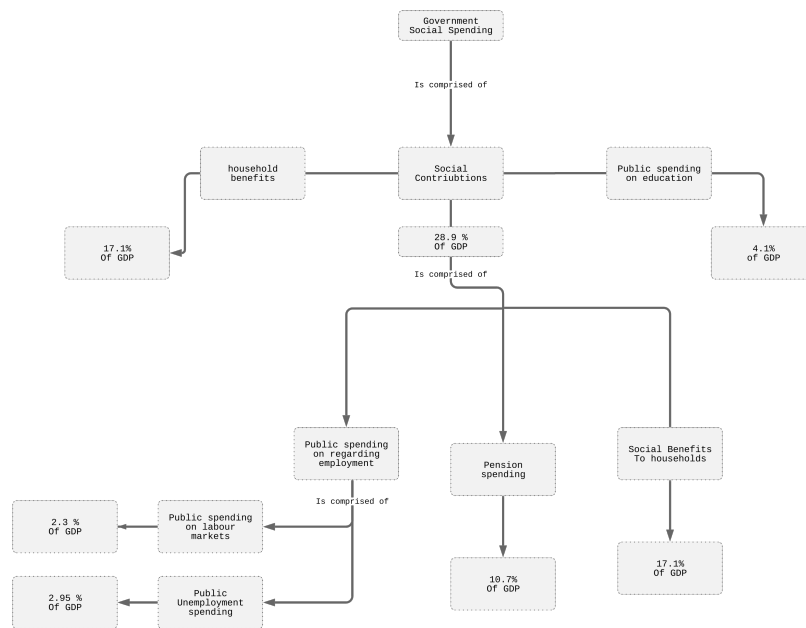 Government
Social Spending
Is comprised of
household
benefits
Social
Contriubtions
Public spending
on education
17.1%
Of GDP
28.9 %
Of GDP
4.1%
of GDP
Is comprised of
Public spending
on regarding
employment
Pension
spending
Social Benefits
To households
Is comprised of
2.3 %
Of GDP
Public spending
on labour
markets
17.1%
Of GDP
10.7%
Of GDP
2.95 %
Of GDP
Public
Unemployment
spending